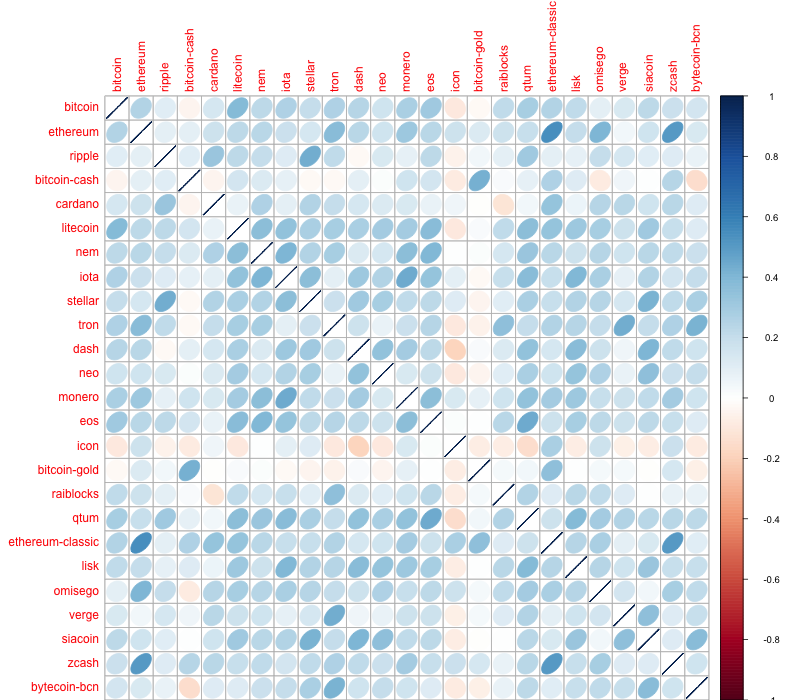 bitcoin
ethereum
ripple
bitcoin-cash
cardano
litecoin
nem
iota
stellar
tron
dash
neo
monero
eos
icon
bitcoin-gold
raiblocks
qtum
ethereum-classic
lisk
omisego
verge
siacoin
zcash
bytecoin-bcn
bitcoin
ethereum
ripple
bitcoin-cash
cardano
litecoin
nem
iota
stellar
tron
dash
neo
monero
eos
icon
bitcoin-gold
raiblocks
qtum
ethereum-classic
lisk
omisego
verge
siacoin
zcash
bytecoin-bcn
1
0.8
0.6
0.4
0.2
0
-0.2
-0.4
-0.6
-0.8
-1